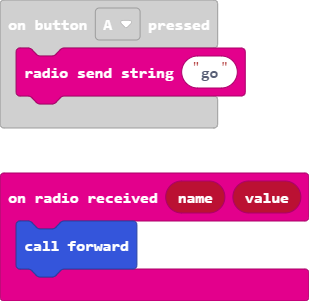 on button A pressed
radio send string "go"
on radio received name value
call forward